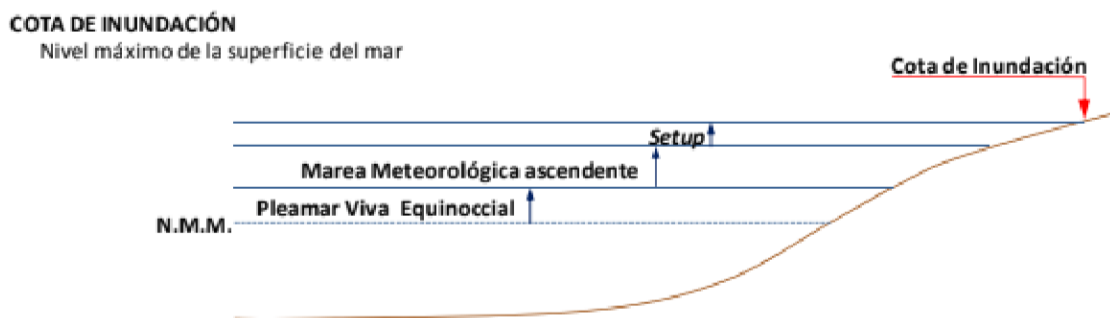 COTA DE INUNDACIÓN
Nivel máximo de la superficie del mar
Cota de Inundación
Setup
Marea Meteorológica ascendente
Pleamar Viva Equinoccial
N.M.M.